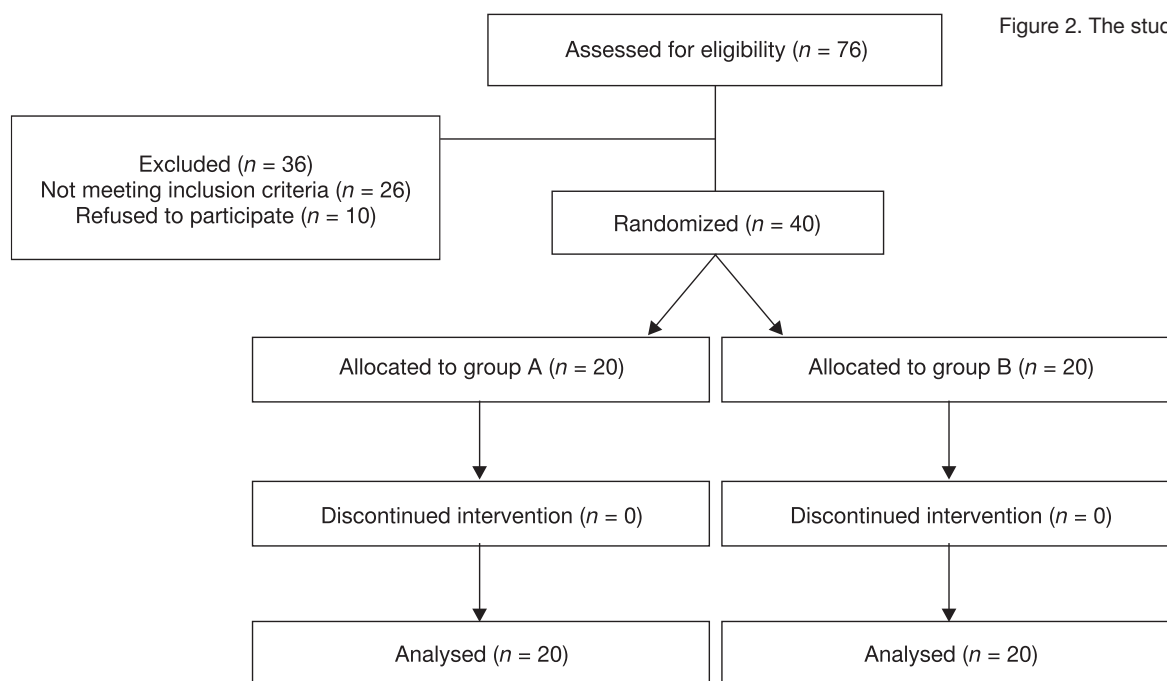 Assessed for eligibility (n = 76)
Figure 2. The
Excluded (n = 36)
Not meeting inclusion criteria (n = 26)
Refused to participate (n = 10)
Randomized (n = 40)
Allocated to group A (n = 20)
Allocated to group B (n = 20)
Discontinued intervention (n = 0)
Discontinued intervention (n = 0)
Analysed (n = 20)
Analysed (n = 20)